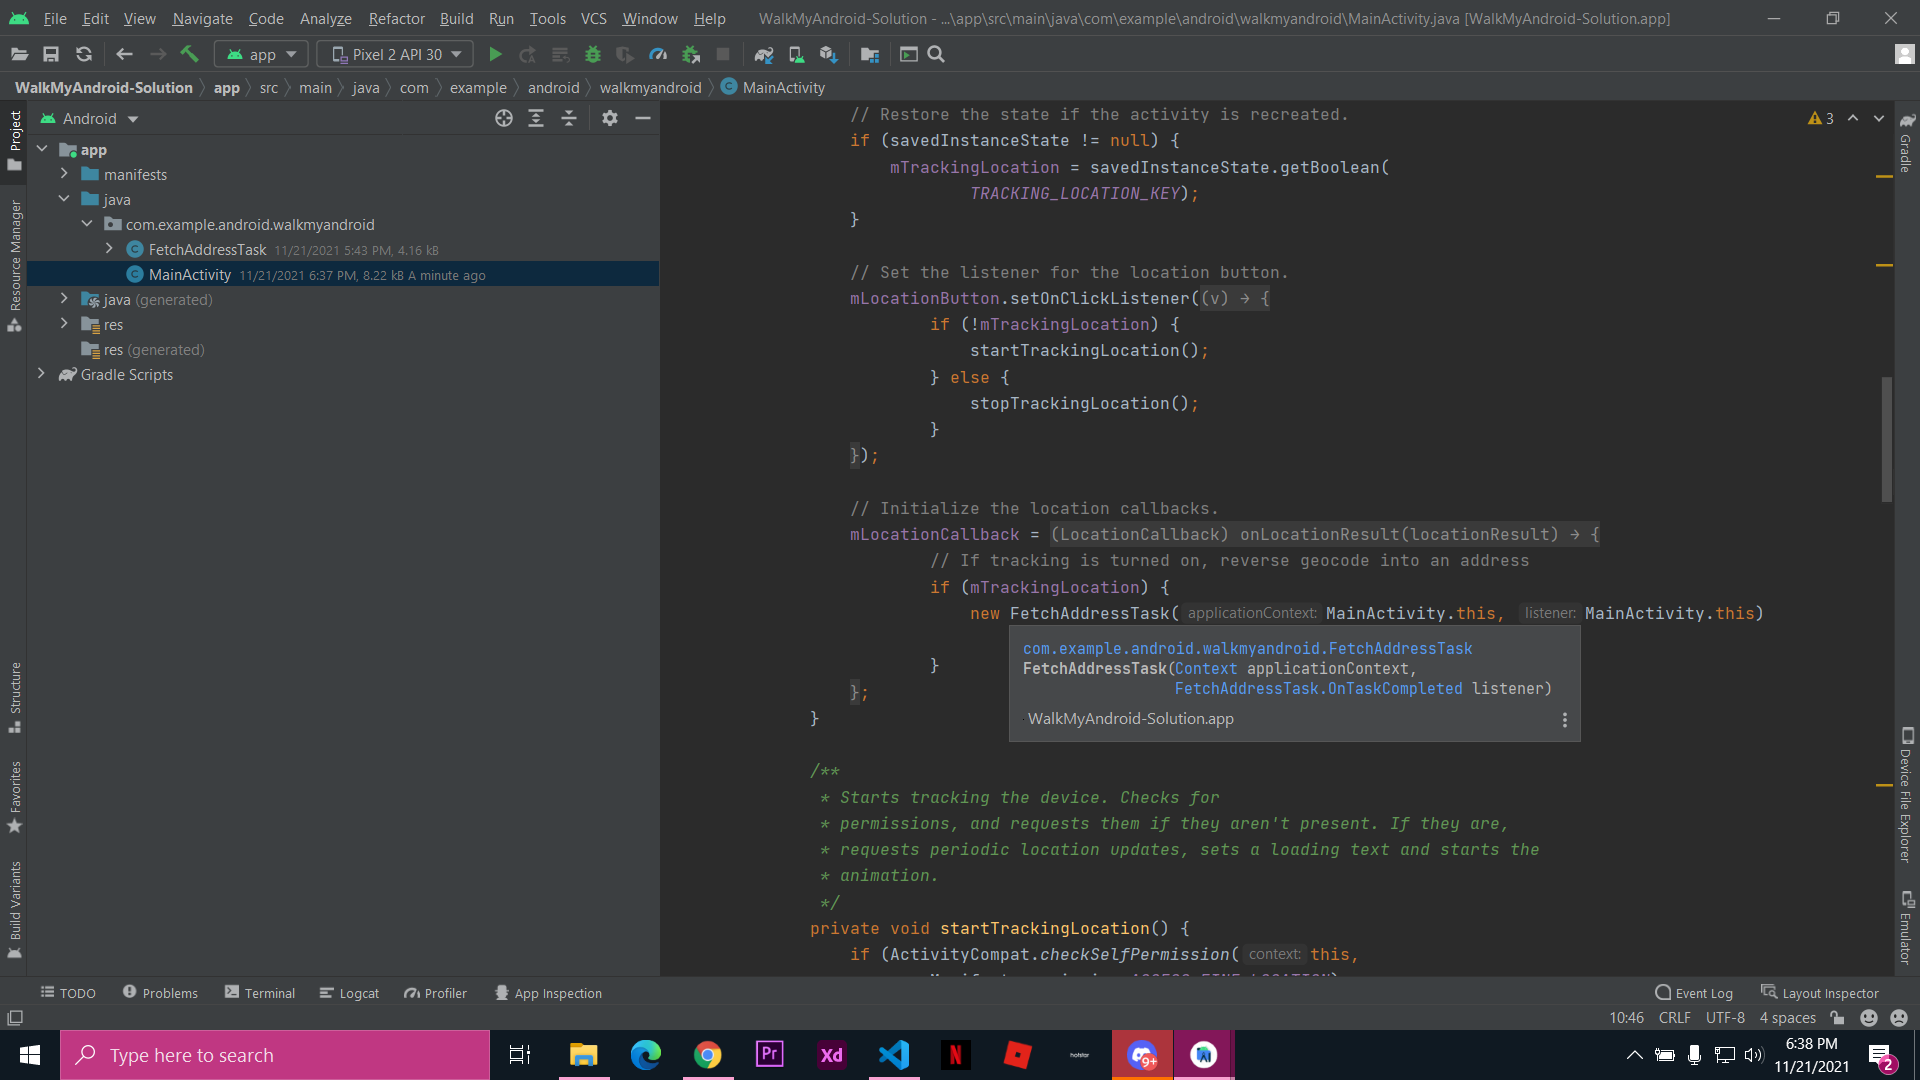 File Edit View Navigate Code Analyze Refactor Build Run Tools VCS Window Help WalkMyAndroid-Solution - ...\app\src\main\java\com\example\android\walkmyandroid\MainActivity.java [WalkMyAndroid-Solution.app]
app Pixel 2 API 30
WalkMyAndroid-Solution app src main java com example android walkmyandroid MainActivity
Project
Resource Manager
Structure
Favorites
Build Variants
Android
app
manifests
java
com.example.android.walkmyandroid
FetchAddressTask 11/21/2021 5:43 PM, 4.16 kB
MainActivity 11/21/2021 6:37 PM, 8.22 kB A minute ago
java (generated)
res
res (generated)
Gradle Scripts
3
// Restore the state if the activity is recreated.
if (savedInstanceState != null) {
mTrackingLocation = savedInstanceState.getBoolean(
TRACKING_LOCATION_KEY);
}
// Set the listener for the location button.
mLocationButton.setOnClickListener((v) → {
if (!mTrackingLocation) {
startTrackingLocation();
} else {
stopTrackingLocation();
}
});
// Initialize the location callbacks.
mLocationCallback = (LocationCallback) onLocationResult(locationResult) → {
// If tracking is turned on, reverse geocode into an address
if (mTrackingLocation) {
new FetchAddressTask( applicationContext: MainActivity.this, listener: MainActivity.this)
com.example.android.walkmyandroid.FetchAddressTask
FetchAddressTask(Context applicationContext,
FetchAddressTask.OnTaskCompleted listener)
WalkMyAndroid-Solution.app
}
};
}
/**
* Starts tracking the device. Checks for
* permissions, and requests them if they aren't present. If they are,
* requests periodic location updates, sets a loading text and starts the
* animation.
*/
private void startTrackingLocation() {
if (ActivityCompat.checkSelfPermission( context: this,
Gradle
Device File Explorer
Emulator
TODO Problems Terminal Logcat Profiler App Inspection Event Log Layout Inspector
10:46 CRLF UTF-8 4 spaces
Type here to search
Pr Xd N hotstar 9+
6:38 PM
11/21/2021
2